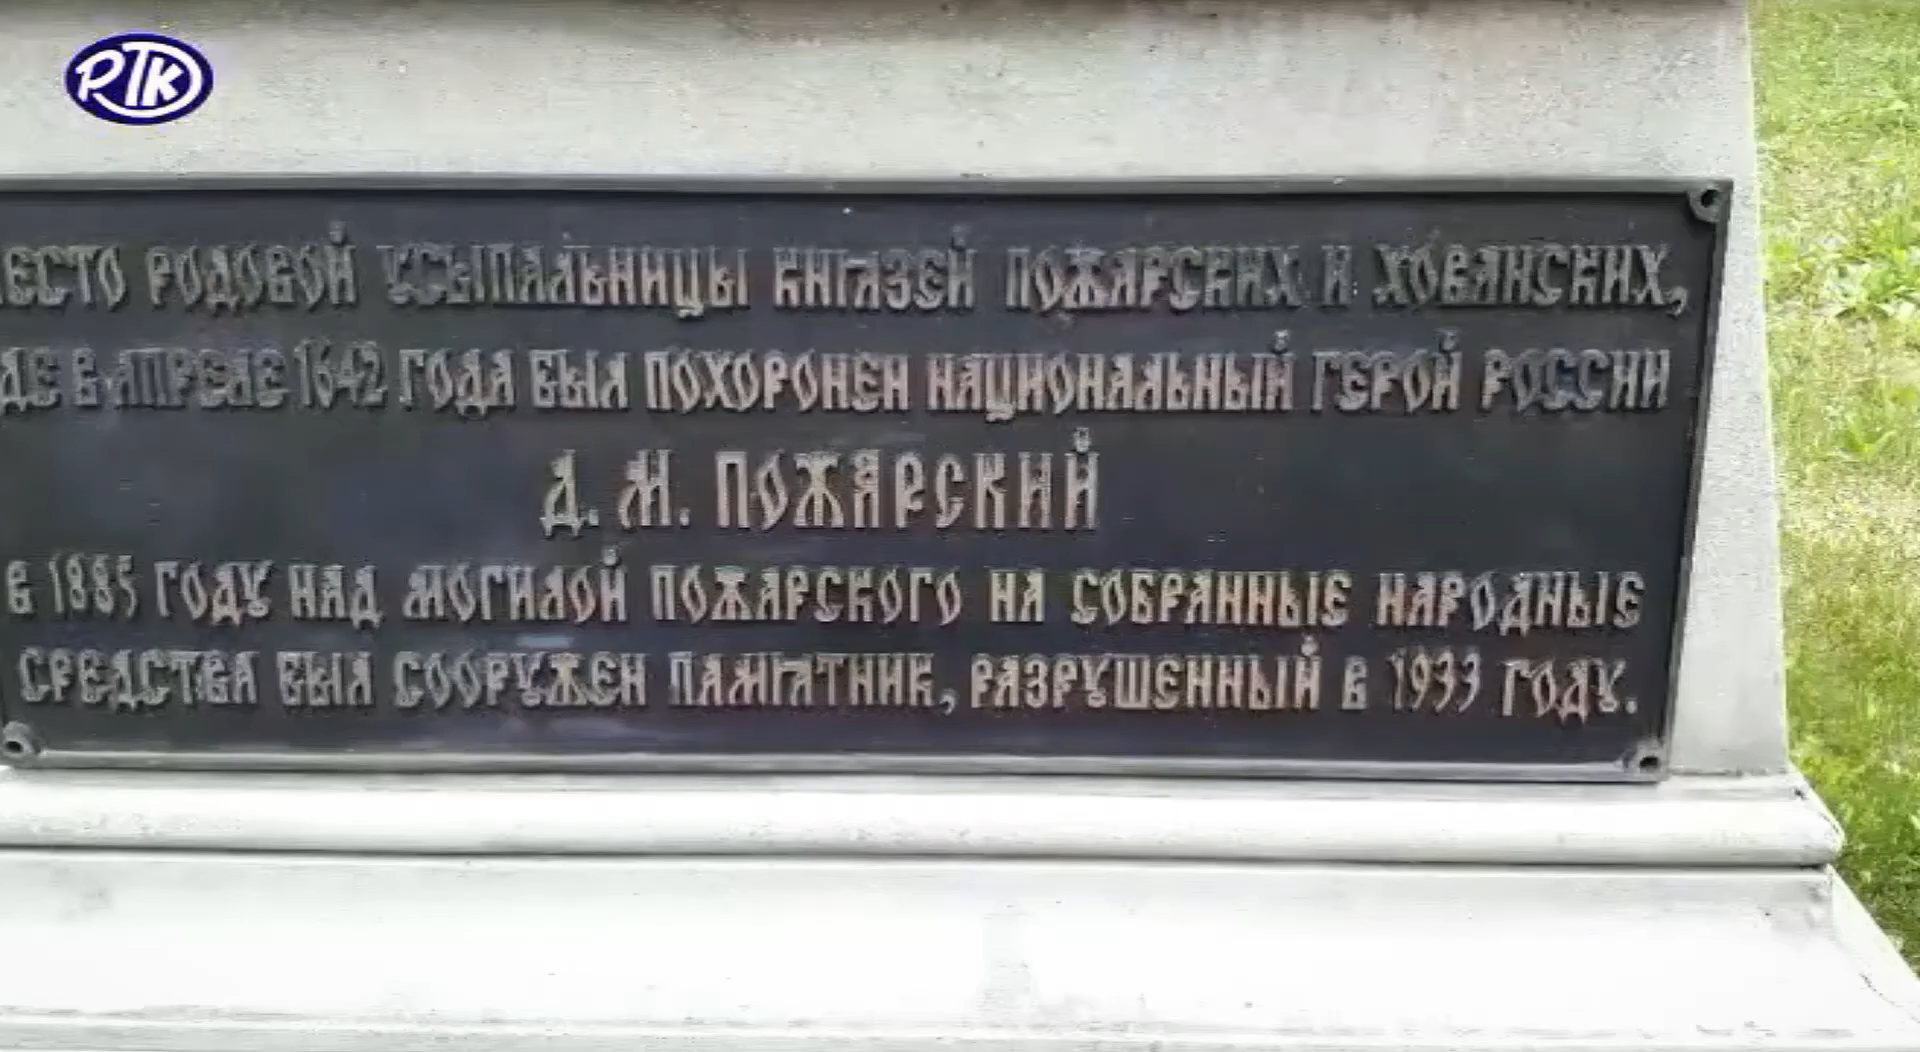 РТК
ЕСТО РОДОВОЙ УСЫПАЛЬНИЦЫ КНЯЗЕЙ ПОЖАРСКИХ И ХОВАНСКИХ,
ДЕ В АПРЕЛЕ 1642 ГОДА БЫЛ ПОХОРОНЕН НАЦИОНАЛЬНЫЙ ГЕРОЙ РОССИИ
Д. М. ПОЖАРСКИЙ
В 1885 ГОДУ НАД МОГИЛОЙ ПОЖАРСКОГО НА СОБРАННЫЕ НАРОДНЫЕ
СРЕДСТВА БЫЛ СООРУЖЕН ПАМЯТНИК, РАЗРУШЕННЫЙ В 1933 ГОДУ.